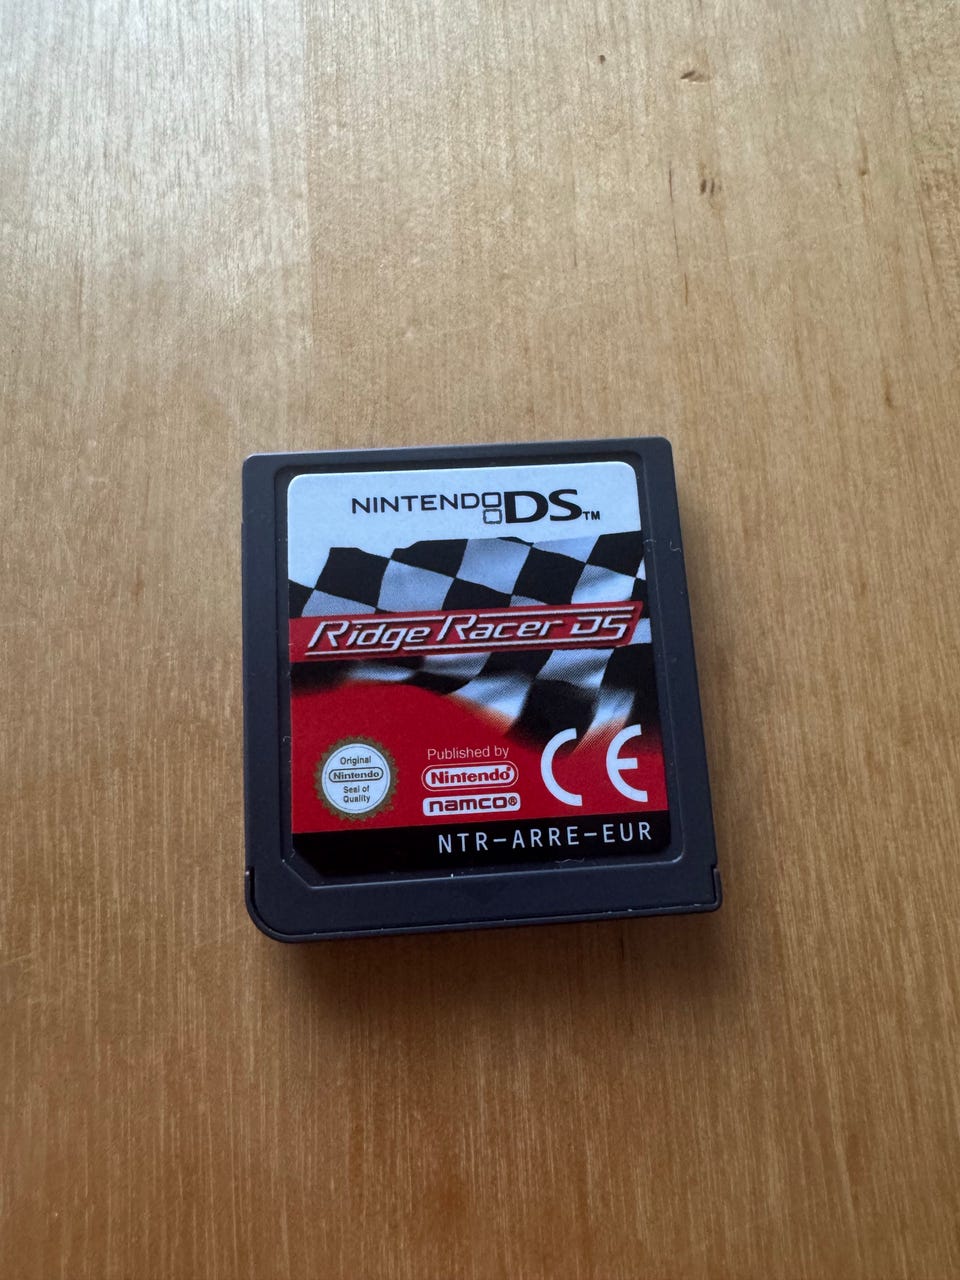 NINTENDO DS™
Ridge Racer DS
Original
Nintendo
Seal of
Quality
Published by
Nintendo®
namco®
CE
NTR-ARRE-EUR